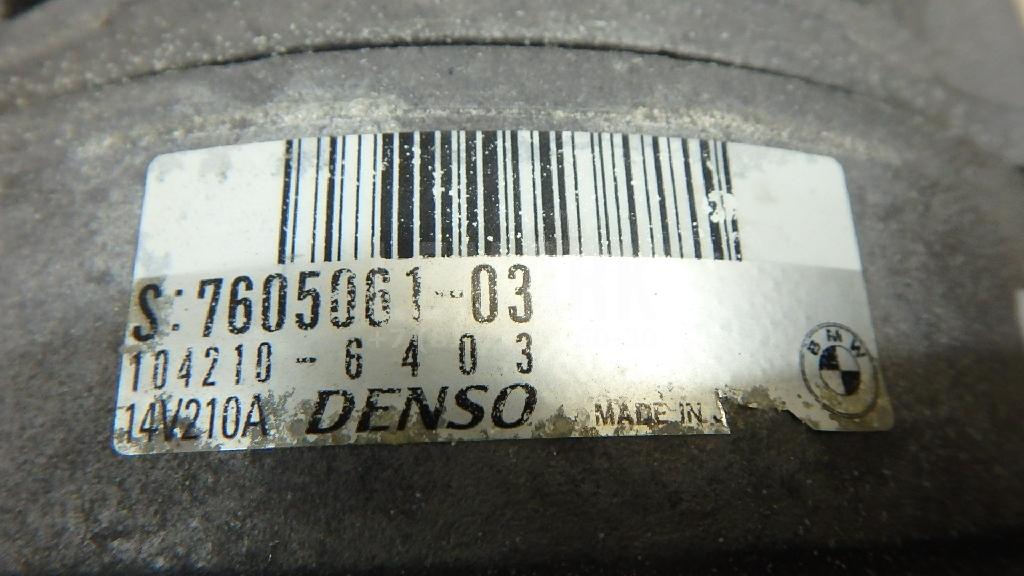 S:7605061-03
104210-6403
14V210A DENSO MADE IN
BMW